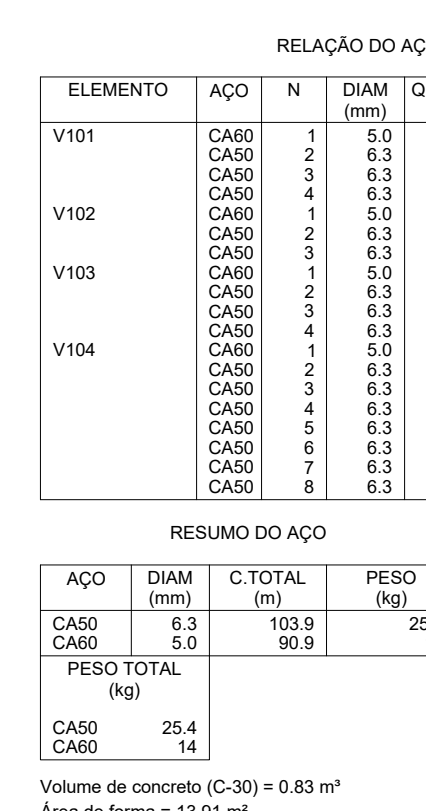 RELAÇÃO DO AÇ
ELEMENTO AÇO N DIAM Q
(mm)
V101 CA60 1 5.0
CA50 2 6.3
CA50 3 6.3
CA50 4 6.3
V102 CA60 1 5.0
CA50 2 6.3
CA50 3 6.3
V103 CA60 1 5.0
CA50 2 6.3
CA50 3 6.3
CA50 4 6.3
V104 CA60 1 5.0
CA50 2 6.3
CA50 3 6.3
CA50 4 6.3
CA50 5 6.3
CA50 6 6.3
CA50 7 6.3
CA50 8 6.3
RESUMO DO AÇO
AÇO DIAM C.TOTAL PESO
(mm) (m) (kg)
CA50 6.3 103.9 25
CA60 5.0 90.9
PESO TOTAL
(kg)
CA50 25.4
CA60 14
Volume de concreto (C-30) = 0.83 m³
Área de forma = 13.91 m²